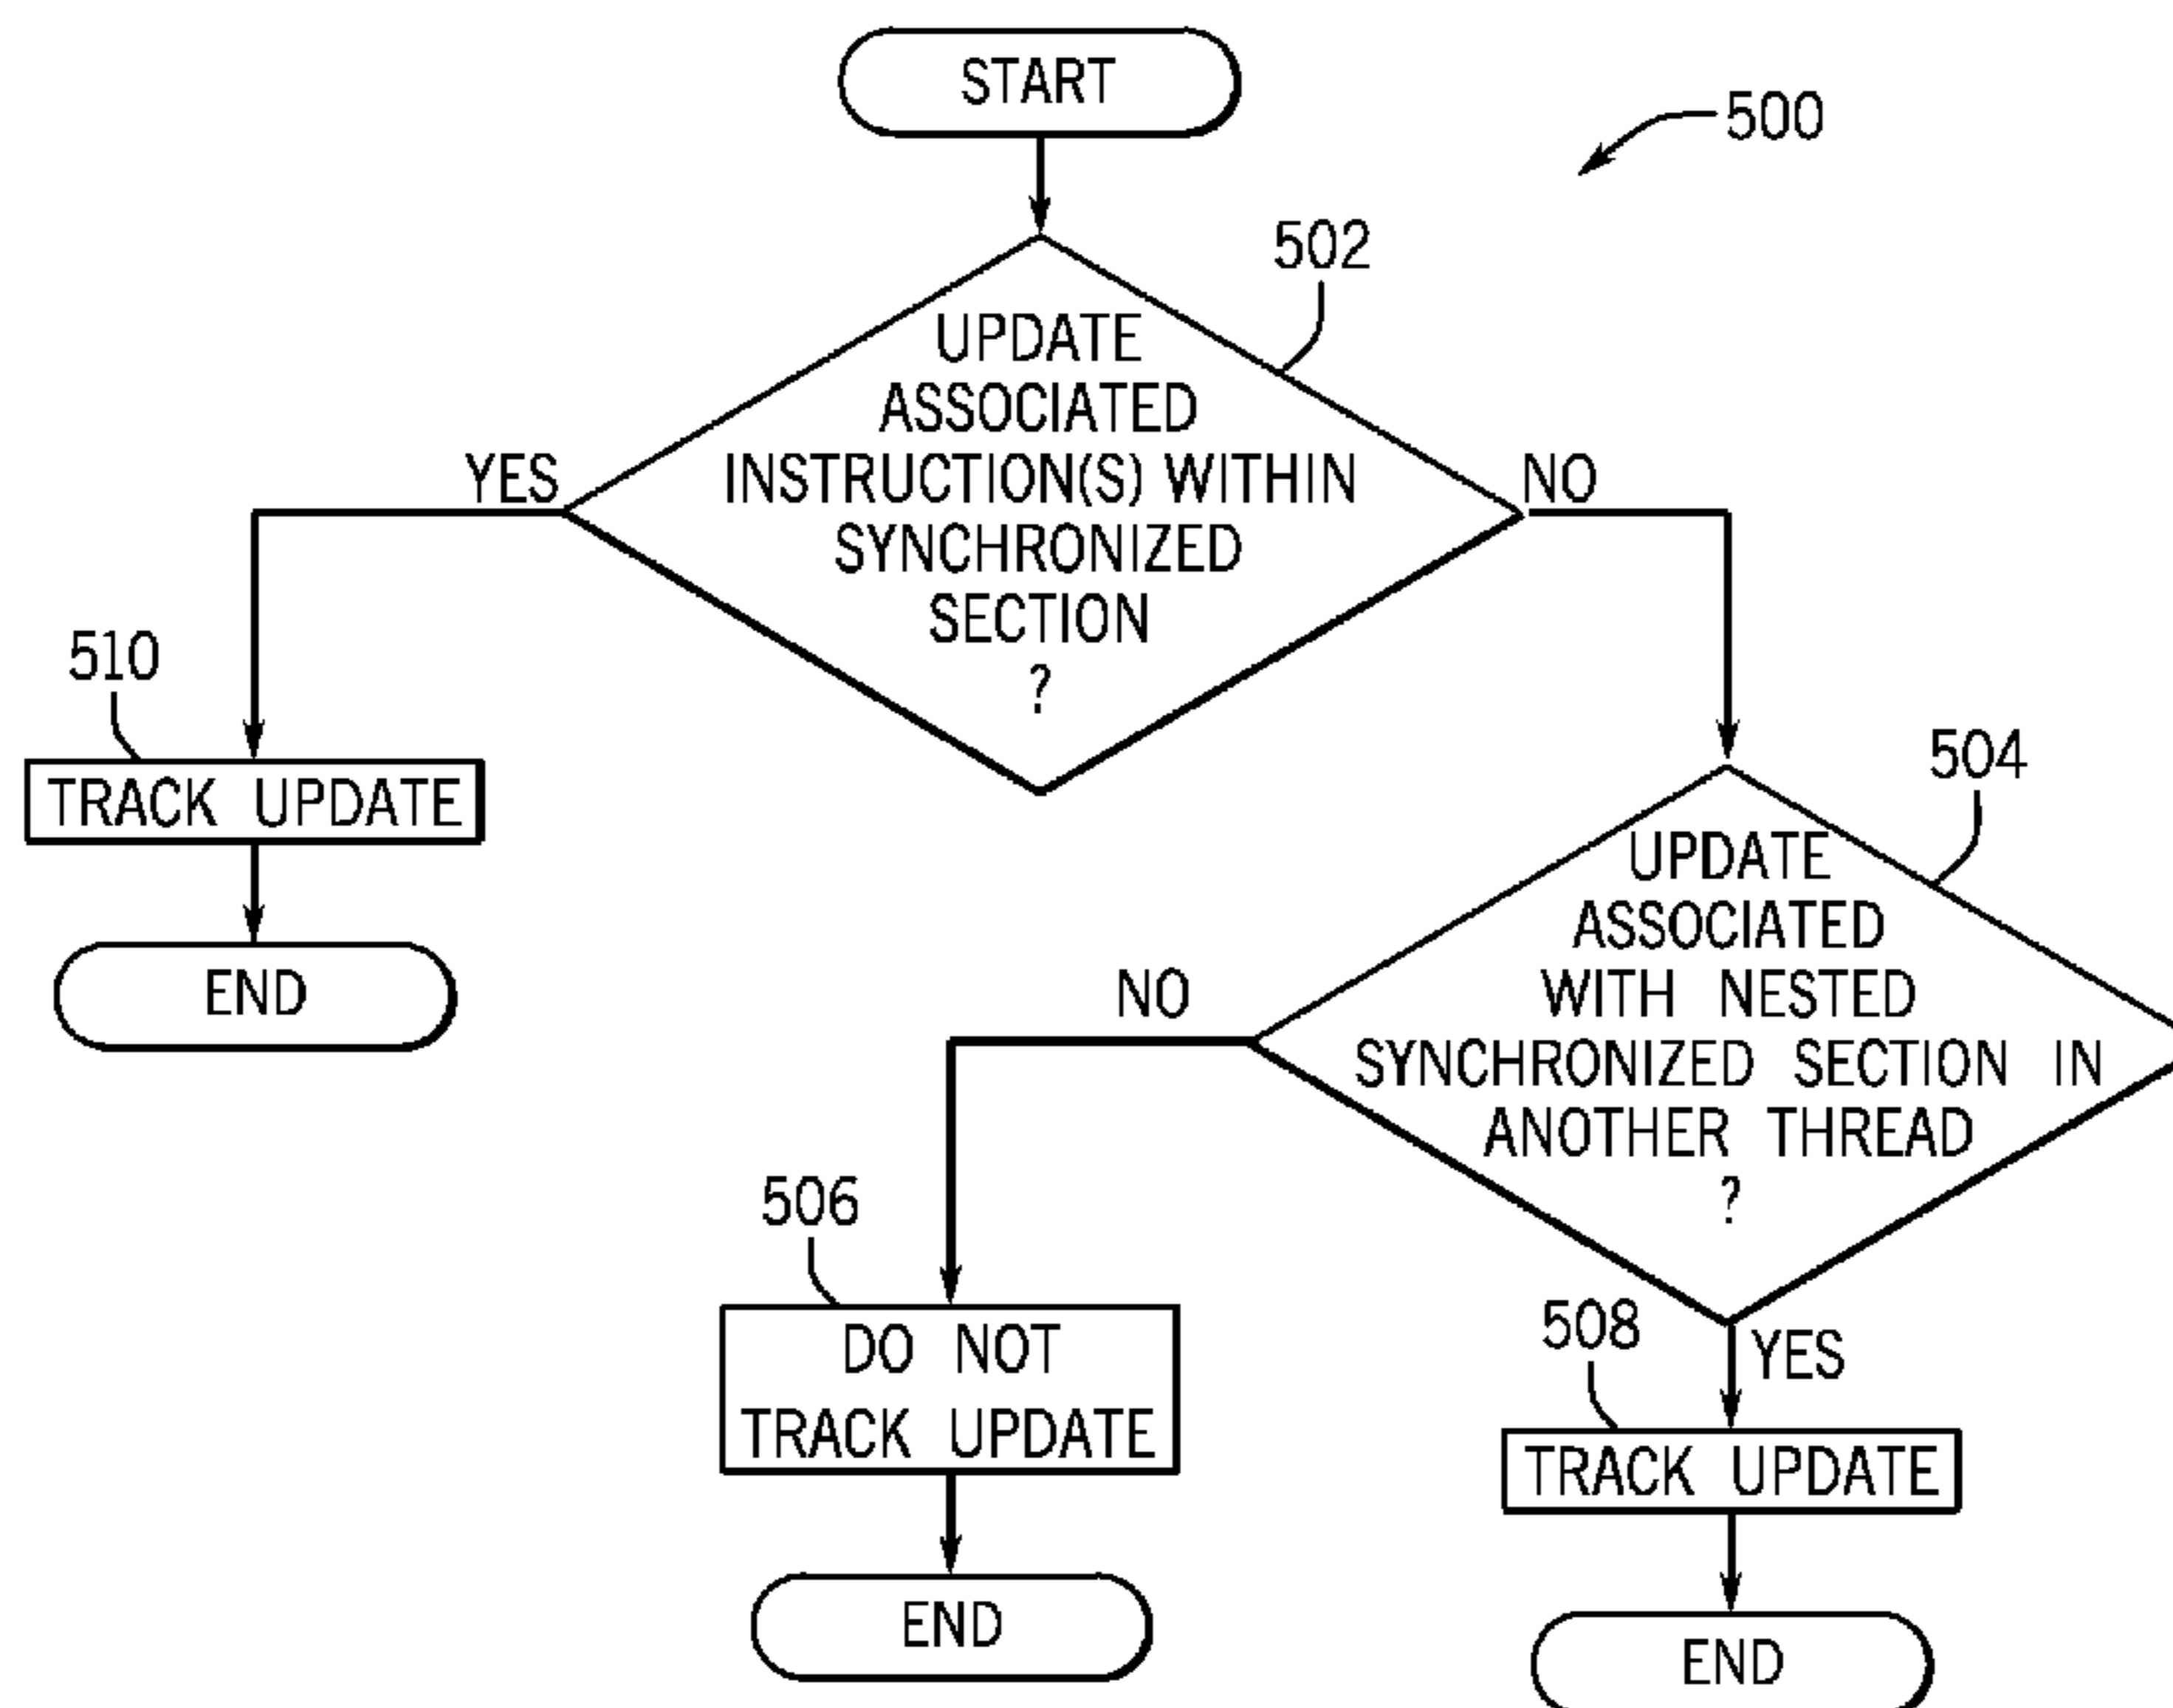 START
500
502
UPDATE
ASSOCIATED
INSTRUCTION(S) WITHIN
SYNCHRONIZED
SECTION
?
YES
NO
510
TRACK UPDATE
END
504
UPDATE
ASSOCIATED
WITH NESTED
SYNCHRONIZED SECTION IN
ANOTHER THREAD
?
NO
YES
506
DO NOT
TRACK UPDATE
END
508
TRACK UPDATE
END